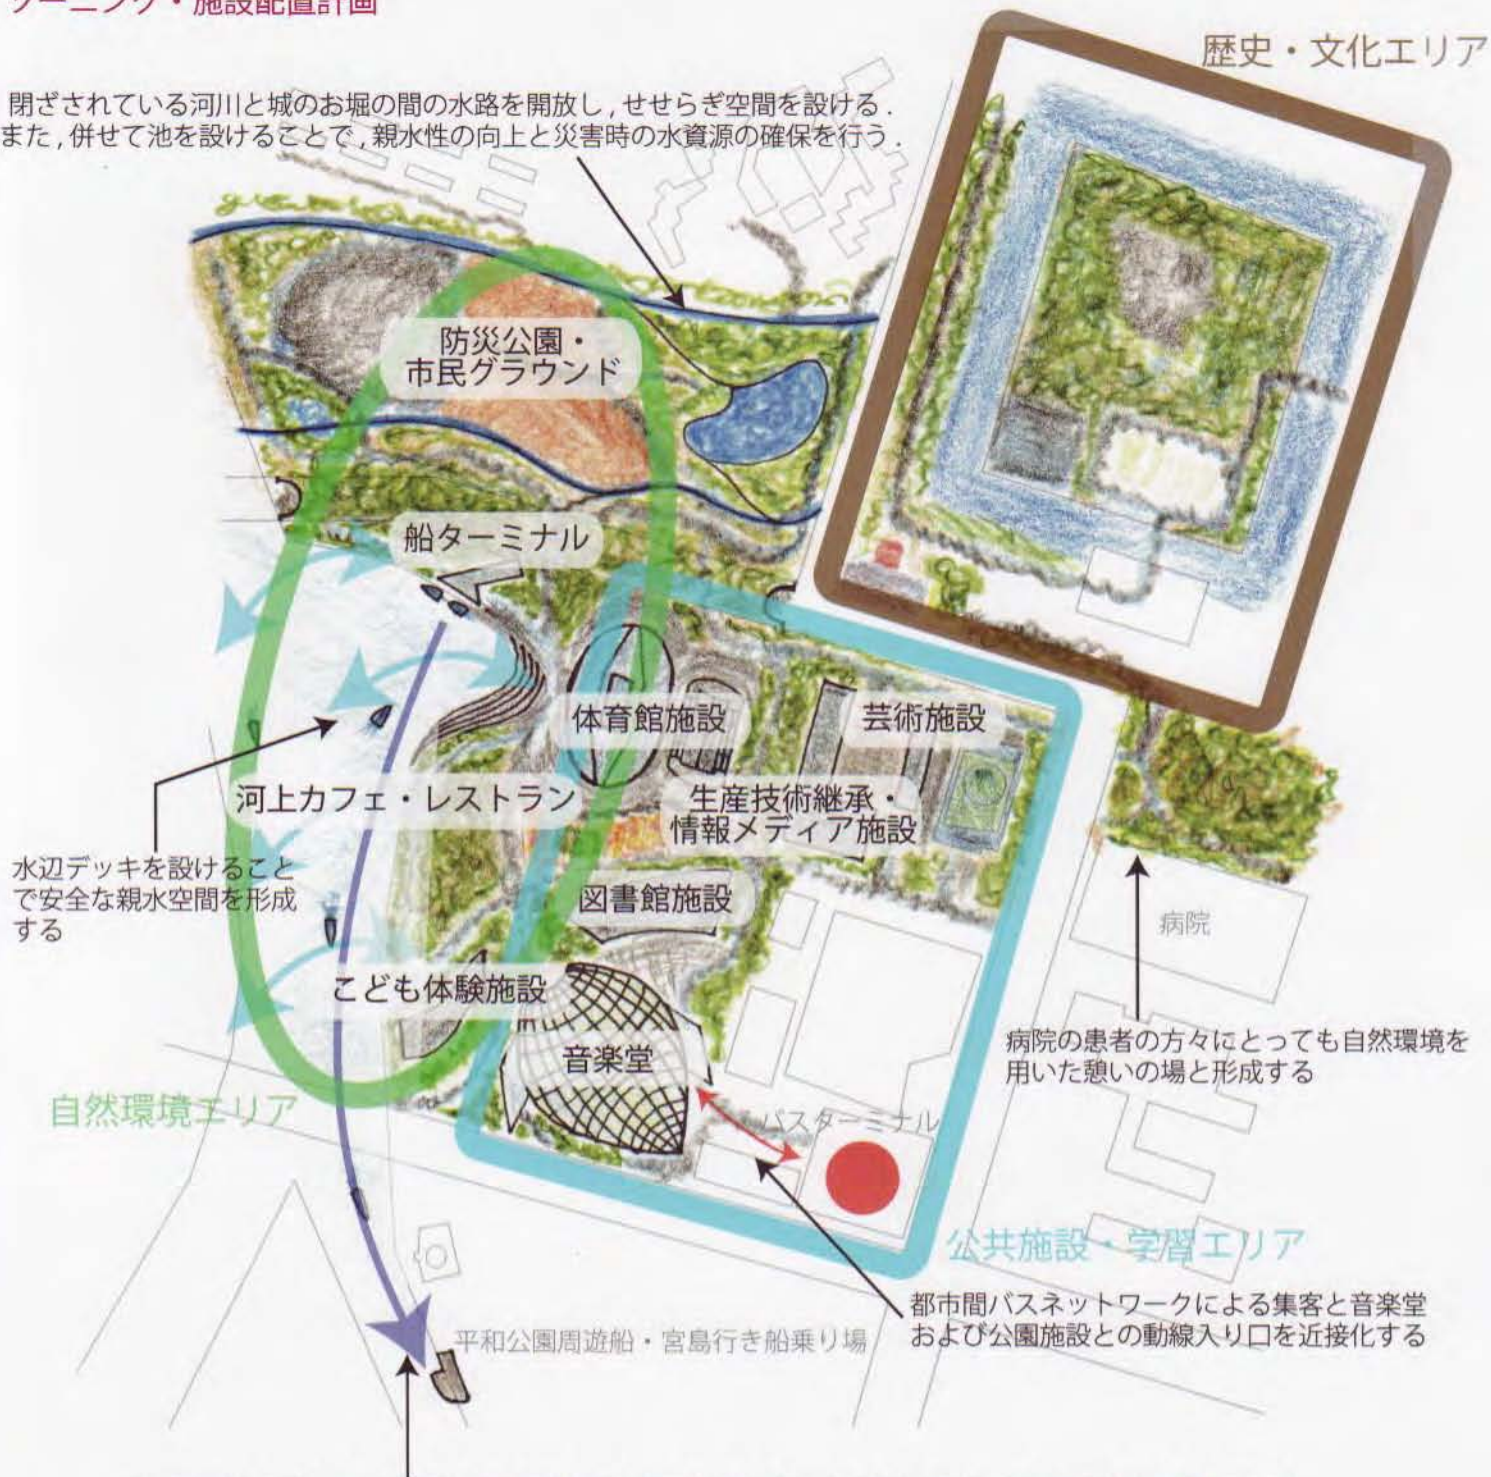 ゾーニング・施設配置計画
歴史・文化エリア
閉ざされている河川と城のお堀の間の水路を開放し,せせらぎ空間を設ける.
また,併せて池を設けることで,親水性の向上と災害時の水資源の確保を行う.
防災公園・
市民グラウンド
船ターミナル
体育館施設
芸術施設
河上カフェ・レストラン
生産技術継承・
情報メディア施設
水辺デッキを設けること
で安全な親水空間を形成
する
図書館施設
病院
こども体験施設
音楽堂
病院の患者の方々にとっても自然環境を
用いた憩いの場と形成する
自然環境エリア
バスターミナル
公共施設・学習エリア
都市間バスネットワークによる集客と音楽堂
および公園施設との動線入り口を近接化する
平和公園周遊船・宮島行き船乗り場